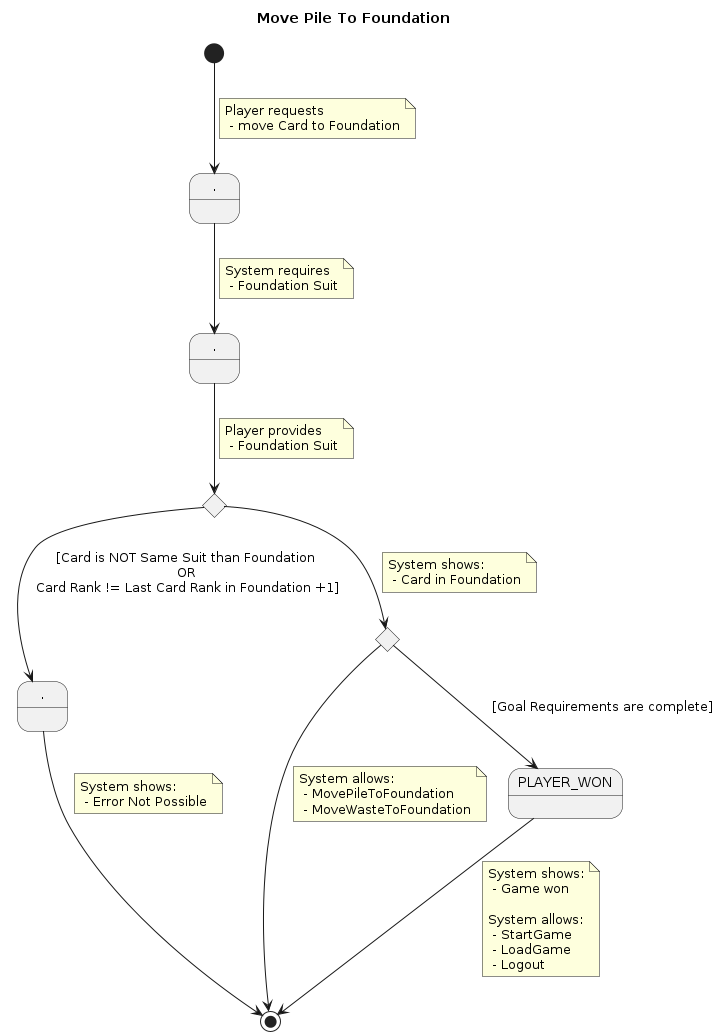 Move Pile To Foundation
Player requests
- move Card to Foundation
.
System requires
- Foundation Suit
.
Player provides
- Foundation Suit
[Card is NOT Same Suit than Foundation
OR
Card Rank != Last Card Rank in Foundation +1]
System shows:
- Card in Foundation
.
[Goal Requirements are complete]
System shows:
- Error Not Possible
System allows:
- MovePileToFoundation
- MoveWasteToFoundation
PLAYER_WON
System shows:
- Game won
System allows:
- StartGame
- LoadGame
- Logout